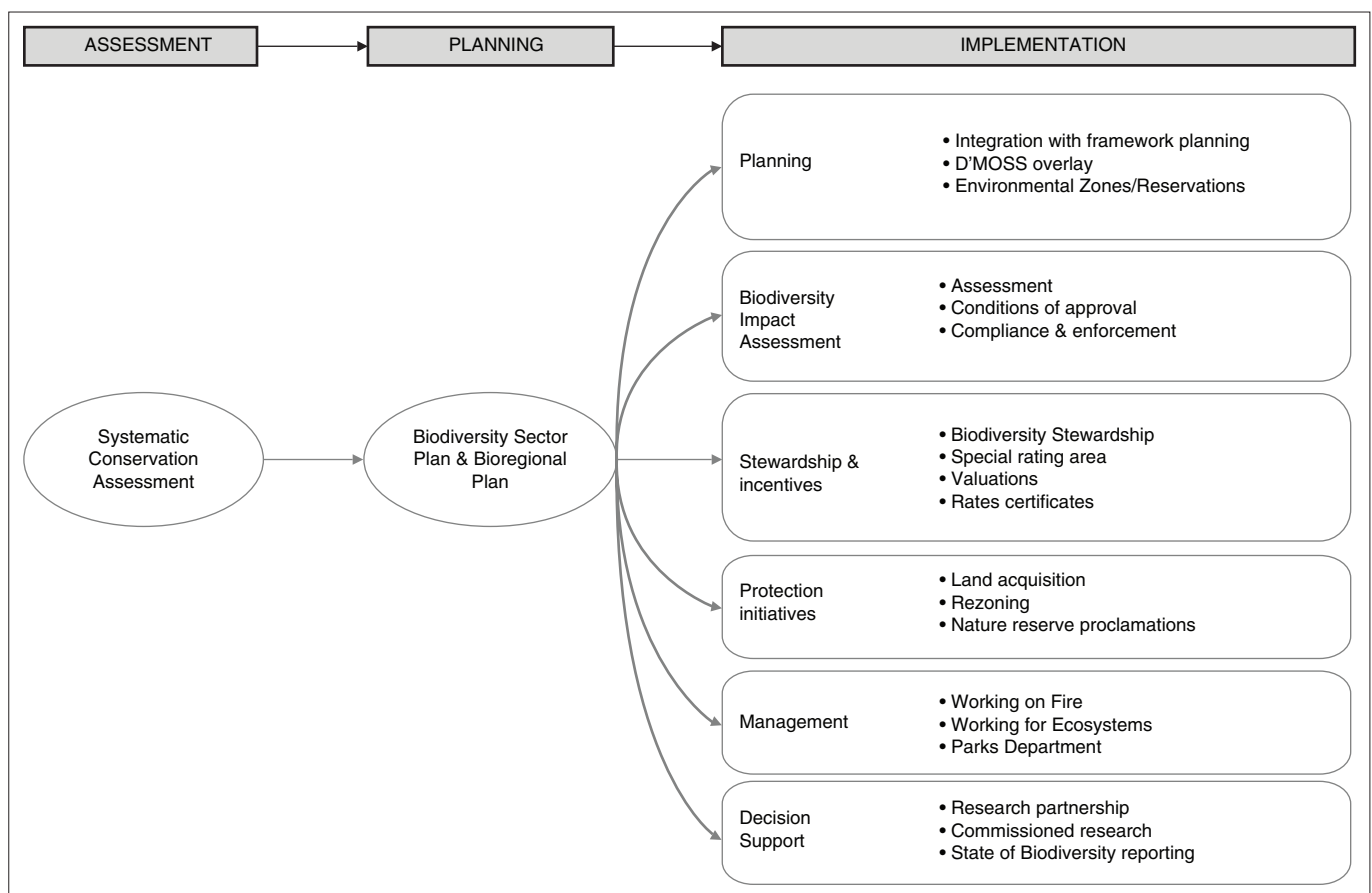 ASSESSMENT
PLANNING
IMPLEMENTATION
Systematic
Conservation
Assessment
Biodiversity Sector
Plan & Bioregional
Plan
Planning
• Integration with framework planning
• D’MOSS overlay
• Environmental Zones/Reservations
Biodiversity
Impact
Assessment
• Assessment
• Conditions of approval
• Compliance & enforcement
Stewardship &
incentives
• Biodiversity Stewardship
• Special rating area
• Valuations
• Rates certificates
Protection
initiatives
• Land acquisition
• Rezoning
• Nature reserve proclamations
Management
• Working on Fire
• Working for Ecosystems
• Parks Department
Decision
Support
• Research partnership
• Commissioned research
• State of Biodiversity reporting